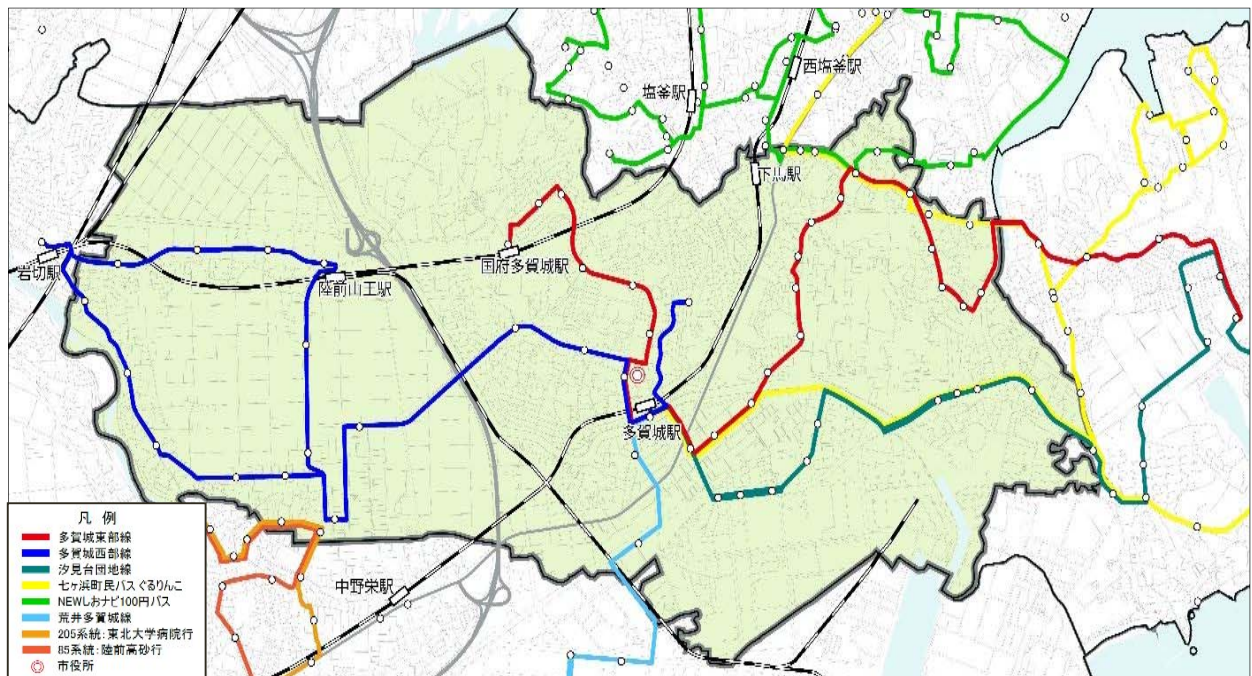 西塩釜駅
塩釜駅
下馬駅
岩切駅
国府多賀城駅
陸前山王駅
多賀城駅
中野栄駅
凡 例
多賀城東部線
多賀城西部線
汐見台団地線
七ヶ浜町民バスぐるりんこ
NEWしおナビ100円バス
荒井多賀城線
205系統:東北大学病院行
85系統:陸前高砂行
市役所